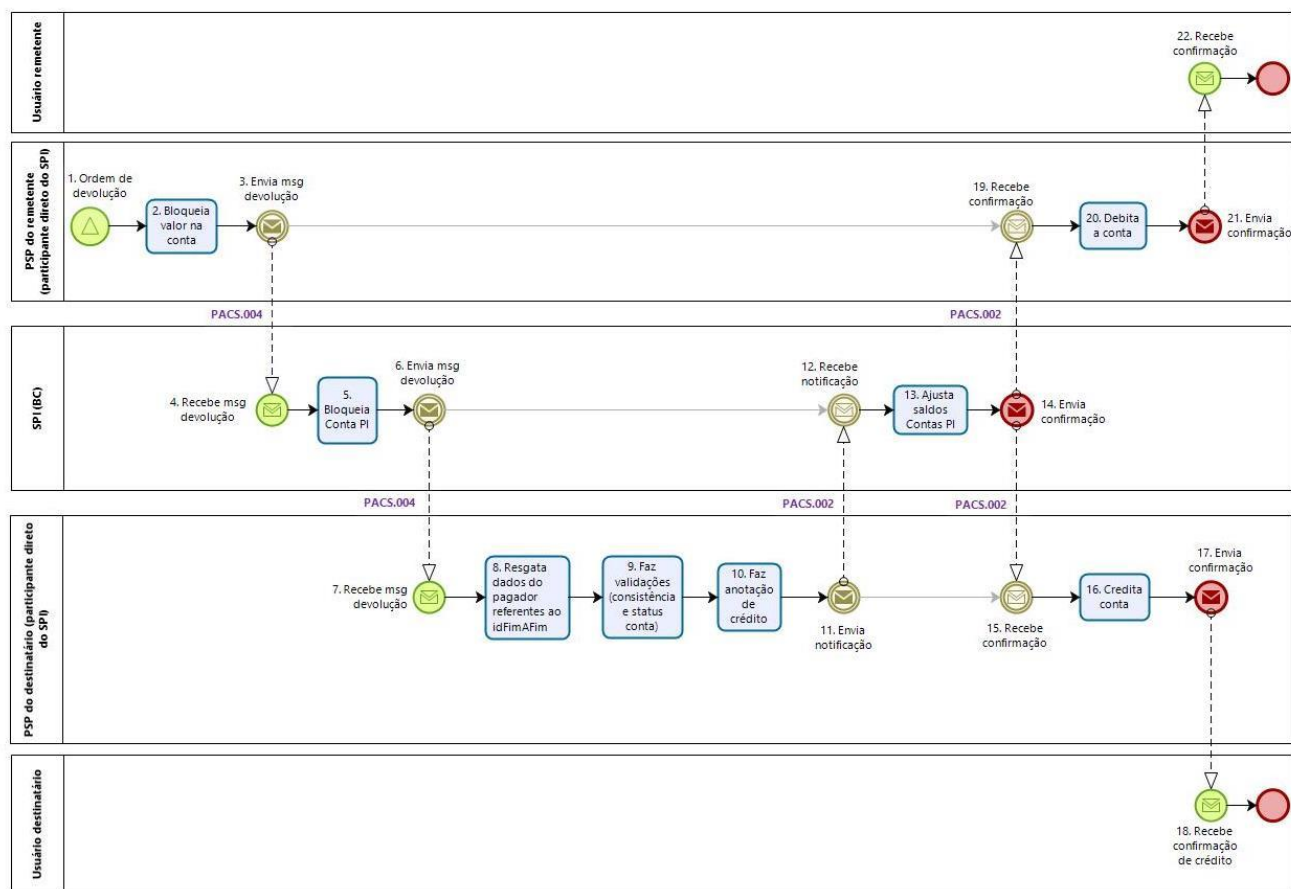 Usuário remetente
22. Recebe
confirmação
PSP do remetente
(participante direto do SPI)
1. Ordem de
devolução
2. Bloqueia
valor na
conta
3. Envia msg
devolução
19. Recebe
confirmação
20. Debita
a conta
21. Envia
confirmação
PACS.004
PACS.002
SPI (BC)
4. Recebe msg
devolução
5.
Bloqueia
Conta PI
6. Envia msg
devolução
12. Recebe
notificação
13. Ajusta
saldos
Contas PI
14. Envia
confirmação
PACS.004
PACS.002
PACS.002
PSP do destinatário (participante direto
do SPI)
7. Recebe msg
devolução
8. Resgata
dados do
pagador
referentes ao
idFimAFim
9. Faz
validações
(consistência
e status
conta)
10. Faz
anotação
de
crédito
11. Envia
notificação
15. Recebe
confirmação
16. Credita
conta
17. Envia
confirmação
Usuário destinatário
18. Recebe
confirmação
de crédito